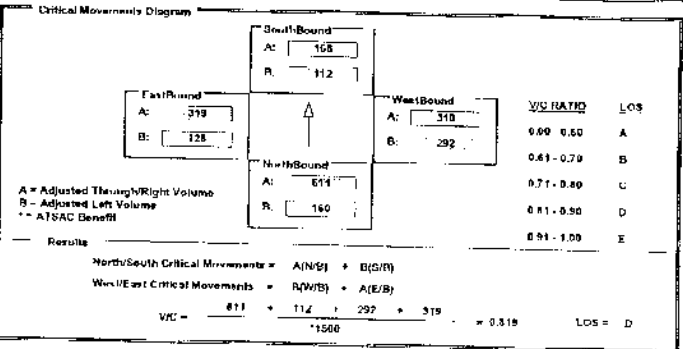 Critical Movements Diagram
SouthBound
A: 168
B: 112
EastBound
A: 319
B: 128
WestBound
A: 310
B: 292
NorthBound
A: 611
B: 160
V/C RATIO LOS
0.00 - 0.60 A
0.61 - 0.70 B
0.71 - 0.80 C
0.81 - 0.90 D
0.91 - 1.00 E
A = Adjusted Through/Right Volume
B = Adjusted Left Volume
* = ATSAC Benefit
Results
North/South Critical Movements = A(N/B) + B(S/B)
West/East Critical Movements = B(W/B) + A(E/B)
V/C = 611 + 112 + 292 + 319
*1500
= 0.819 LOS = D